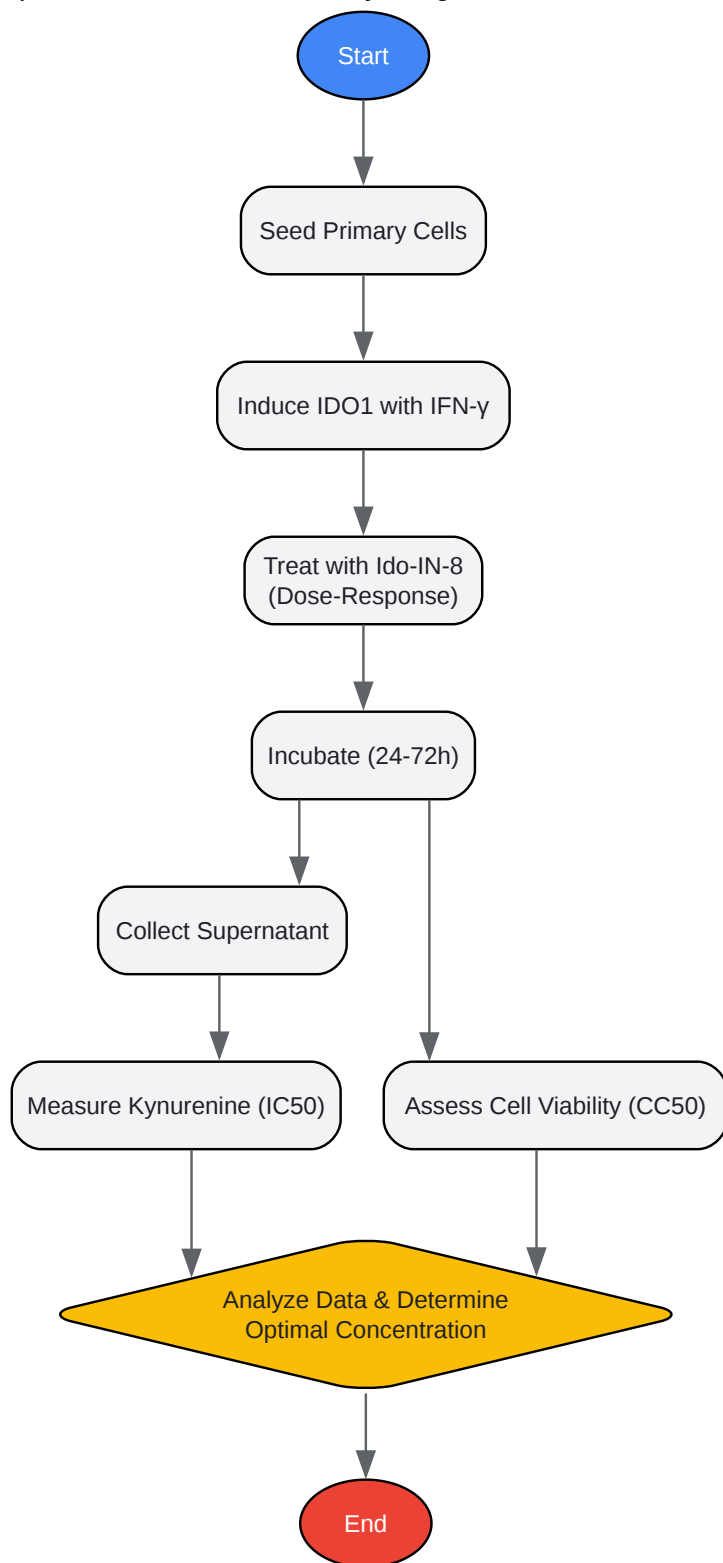 Start
Seed Primary Cells
Induce IDO1 with IFN-γ
Treat with Ido-IN-8
(Dose-Response)
Incubate (24-72h)
Collect Supernatant
Measure Kynurenine (IC50)
Assess Cell Viability (CC50)
Analyze Data & Determine
Optimal Concentration
End